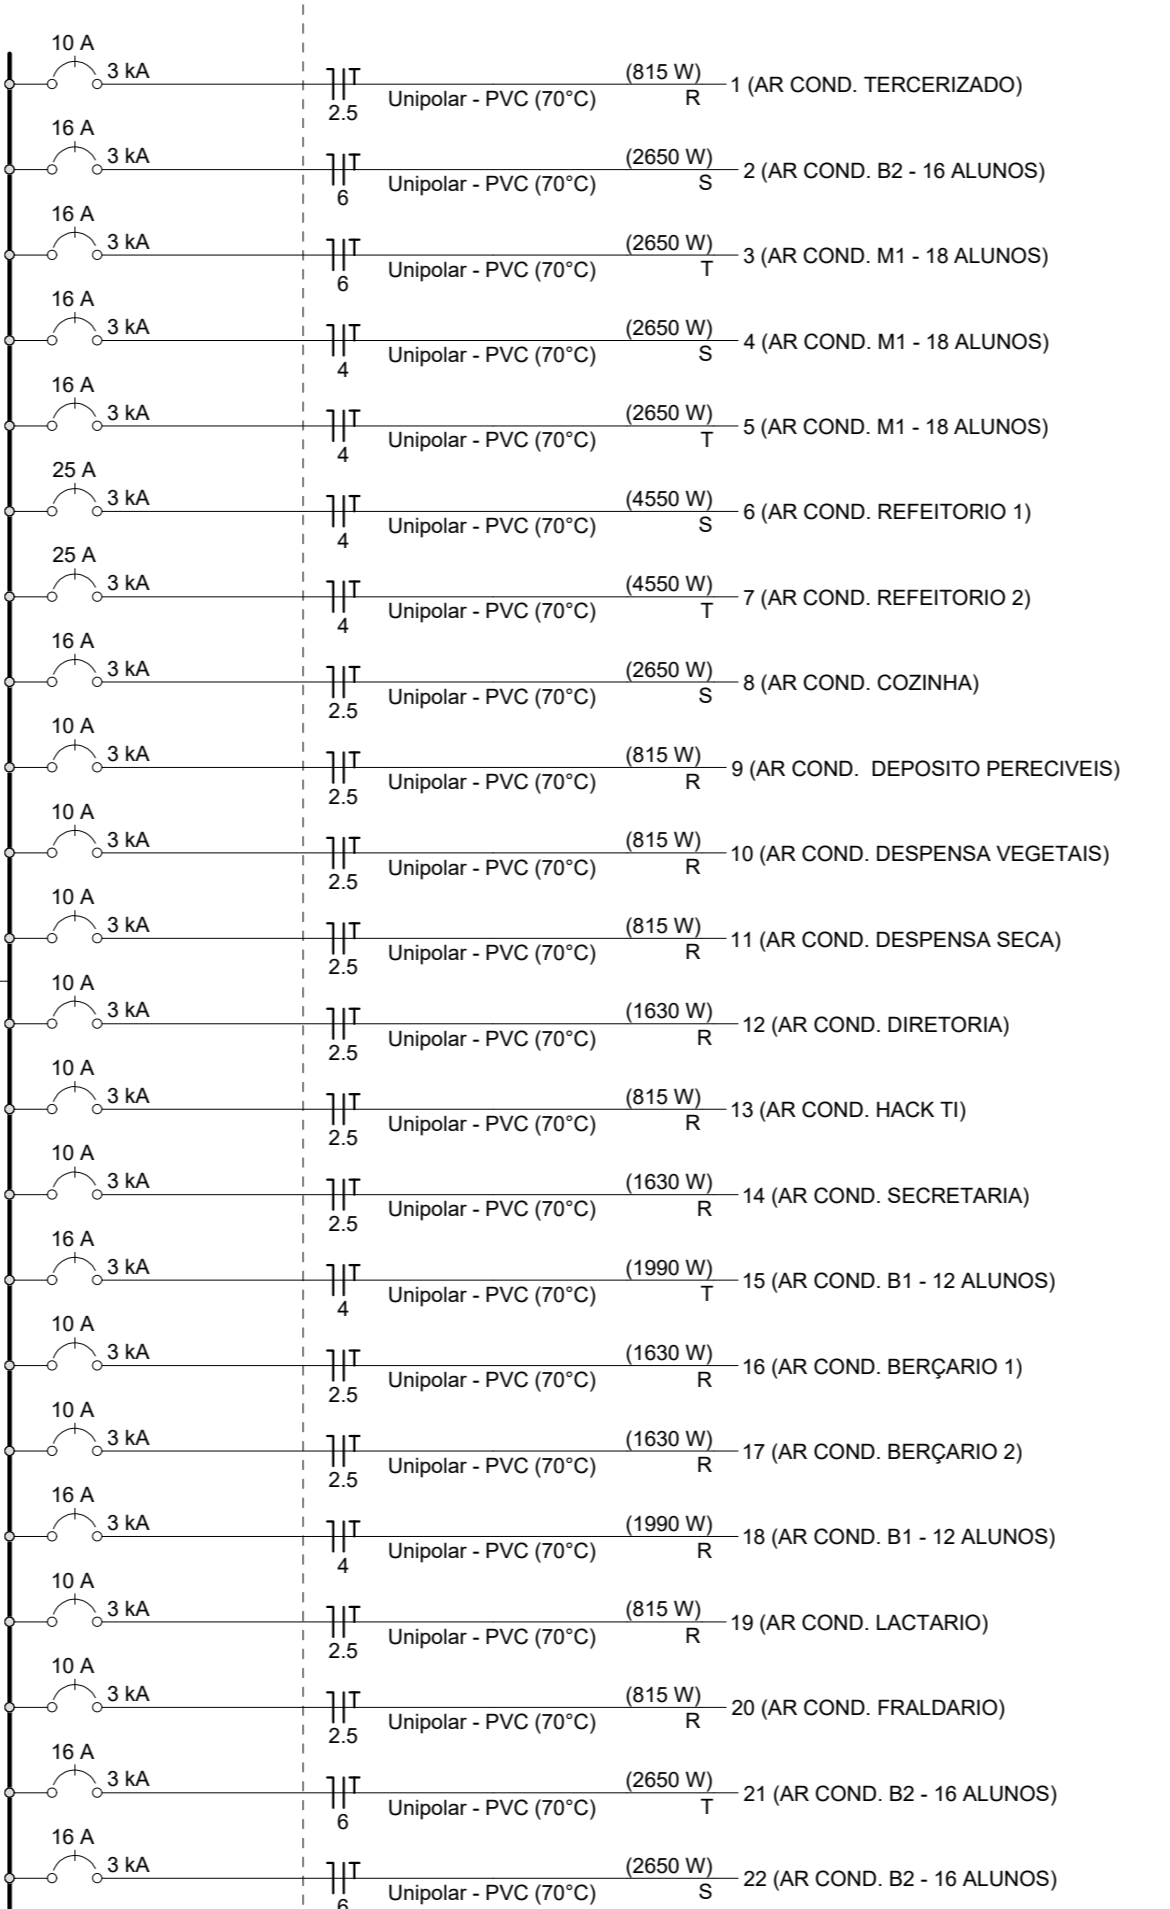 10 A
3 kA
2.5
Unipolar - PVC (70°C)
(815 W)
R
1 (AR COND. TERCERIZADO)
16 A
3 kA
6
Unipolar - PVC (70°C)
(2650 W)
S
2 (AR COND. B2 - 16 ALUNOS)
16 A
3 kA
6
Unipolar - PVC (70°C)
(2650 W)
T
3 (AR COND. M1 - 18 ALUNOS)
16 A
3 kA
4
Unipolar - PVC (70°C)
(2650 W)
S
4 (AR COND. M1 - 18 ALUNOS)
16 A
3 kA
4
Unipolar - PVC (70°C)
(2650 W)
T
5 (AR COND. M1 - 18 ALUNOS)
25 A
3 kA
4
Unipolar - PVC (70°C)
(4550 W)
S
6 (AR COND. REFEITORIO 1)
25 A
3 kA
4
Unipolar - PVC (70°C)
(4550 W)
T
7 (AR COND. REFEITORIO 2)
16 A
3 kA
2.5
Unipolar - PVC (70°C)
(2650 W)
S
8 (AR COND. COZINHA)
10 A
3 kA
2.5
Unipolar - PVC (70°C)
(815 W)
R
9 (AR COND. DEPOSITO PERECIVEIS)
10 A
3 kA
2.5
Unipolar - PVC (70°C)
(815 W)
R
10 (AR COND. DESPENSA VEGETAIS)
10 A
3 kA
2.5
Unipolar - PVC (70°C)
(815 W)
R
11 (AR COND. DESPENSA SECA)
10 A
3 kA
2.5
Unipolar - PVC (70°C)
(1630 W)
R
12 (AR COND. DIRETORIA)
10 A
3 kA
2.5
Unipolar - PVC (70°C)
(815 W)
R
13 (AR COND. HACK TI)
10 A
3 kA
2.5
Unipolar - PVC (70°C)
(1630 W)
R
14 (AR COND. SECRETARIA)
16 A
3 kA
4
Unipolar - PVC (70°C)
(1990 W)
T
15 (AR COND. B1 - 12 ALUNOS)
10 A
3 kA
2.5
Unipolar - PVC (70°C)
(1630 W)
R
16 (AR COND. BERÇARIO 1)
10 A
3 kA
2.5
Unipolar - PVC (70°C)
(1630 W)
R
17 (AR COND. BERÇARIO 2)
16 A
3 kA
4
Unipolar - PVC (70°C)
(1990 W)
R
18 (AR COND. B1 - 12 ALUNOS)
10 A
3 kA
2.5
Unipolar - PVC (70°C)
(815 W)
R
19 (AR COND. LACTARIO)
10 A
3 kA
2.5
Unipolar - PVC (70°C)
(815 W)
R
20 (AR COND. FRALDARIO)
16 A
3 kA
6
Unipolar - PVC (70°C)
(2650 W)
T
21 (AR COND. B2 - 16 ALUNOS)
16 A
3 kA
6
Unipolar - PVC (70°C)
(2650 W)
S
22 (AR COND. B2 - 16 ALUNOS)